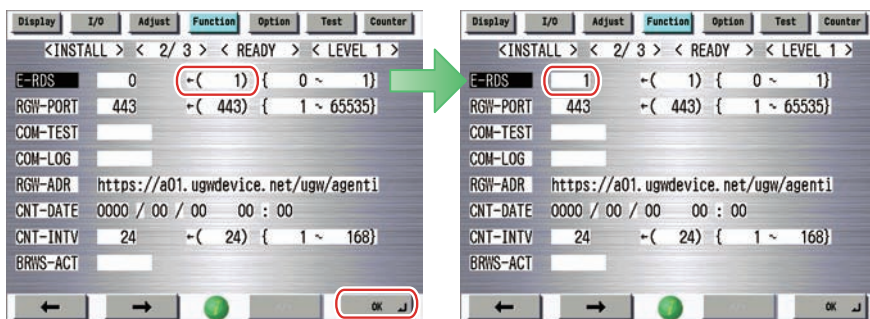 Display I/O Adjust Function Option Test Counter
<INSTALL > < 2/ 3 > < READY > < LEVEL 1 >
E-RDS 0 ←( 1) { 0 ~ 1}
RGW-PORT 443 ←( 443) { 1 ~ 65535}
COM-TEST
COM-LOG
RGW-ADR https://a01.ugwdevice.net/ugw/agenti
CNT-DATE 0000 / 00 / 00 00 : 00
CNT-INTV 24 ←( 24) { 1 ~ 168}
BRWS-ACT
← → OK
Display I/O Adjust Function Option Test Counter
<INSTALL > < 2/ 3 > < READY > < LEVEL 1 >
E-RDS 1 ←( 1) { 0 ~ 1}
RGW-PORT 443 ←( 443) { 1 ~ 65535}
COM-TEST
COM-LOG
RGW-ADR https://a01.ugwdevice.net/ugw/agenti
CNT-DATE 0000 / 00 / 00 00 : 00
CNT-INTV 24 ←( 24) { 1 ~ 168}
BRWS-ACT
← → OK